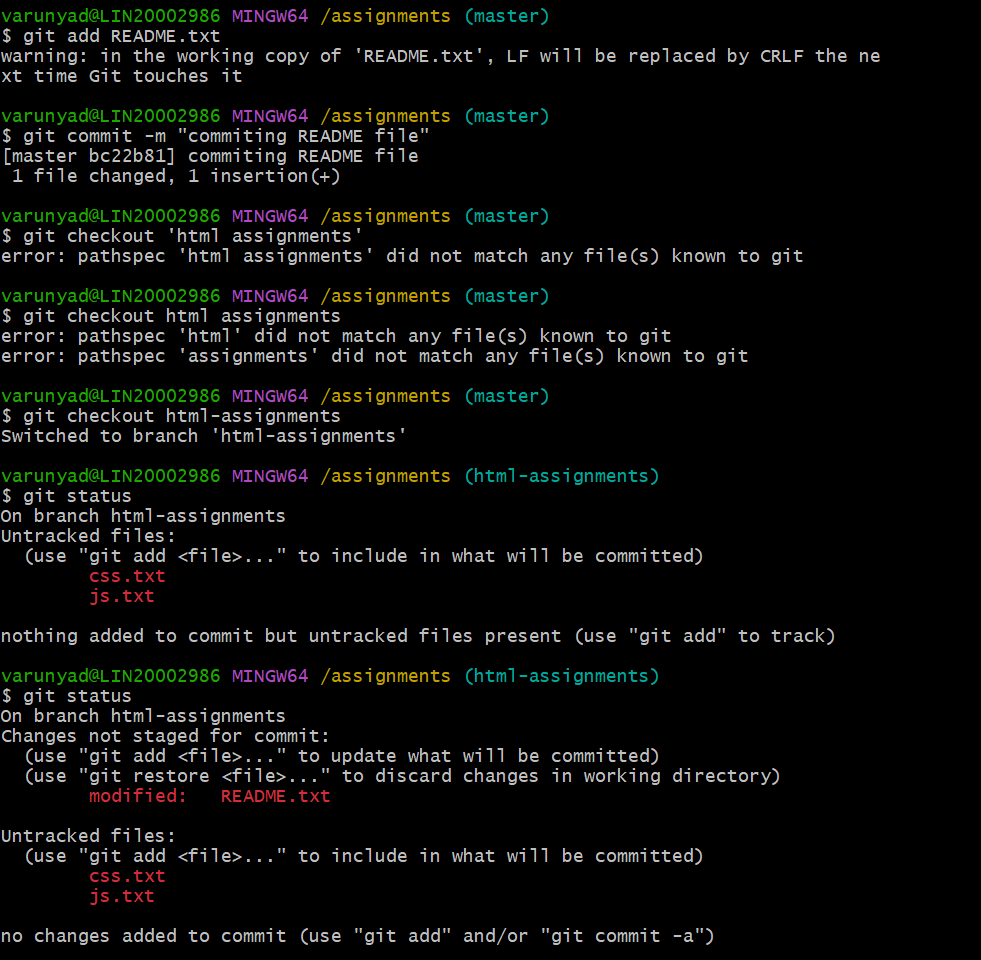 varunyad@LIN20002986 MINGW64 /assignments (master)
$ git add README.txt
warning: in the working copy of 'README.txt', LF will be replaced by CRLF the ne
xt time Git touches it

varunyad@LIN20002986 MINGW64 /assignments (master)
$ git commit -m "commiting README file"
[master bc22b81] commiting README file
 1 file changed, 1 insertion(+)

varunyad@LIN20002986 MINGW64 /assignments (master)
$ git checkout 'html assignments'
error: pathspec 'html assignments' did not match any file(s) known to git

varunyad@LIN20002986 MINGW64 /assignments (master)
$ git checkout html assignments
error: pathspec 'html' did not match any file(s) known to git
error: pathspec 'assignments' did not match any file(s) known to git

varunyad@LIN20002986 MINGW64 /assignments (master)
$ git checkout html-assignments
Switched to branch 'html-assignments'

varunyad@LIN20002986 MINGW64 /assignments (html-assignments)
$ git status
On branch html-assignments
Untracked files:
  (use "git add <file>..." to include in what will be committed)
        css.txt
        js.txt

nothing added to commit but untracked files present (use "git add" to track)

varunyad@LIN20002986 MINGW64 /assignments (html-assignments)
$ git status
On branch html-assignments
Changes not staged for commit:
  (use "git add <file>..." to update what will be committed)
  (use "git restore <file>..." to discard changes in working directory)
        modified:   README.txt

Untracked files:
  (use "git add <file>..." to include in what will be committed)
        css.txt
        js.txt

no changes added to commit (use "git add" and/or "git commit -a")